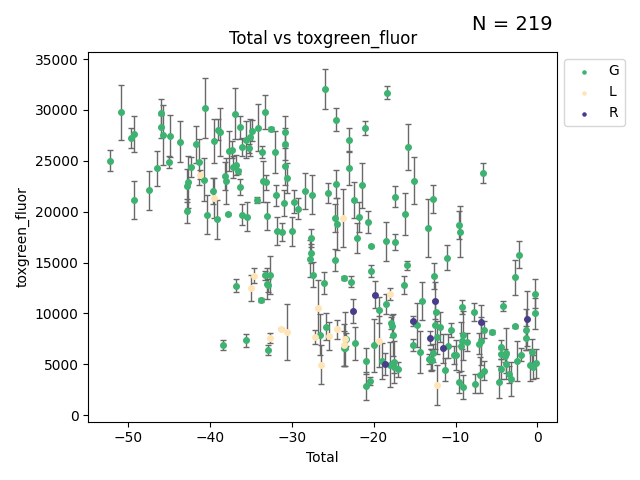 N = 219
Total vs toxgreen_fluor
35000
30000
25000
20000
15000
10000
5000
0
toxgreen_fluor
−50
−40
−30
−20
−10
0
Total
G
L
R